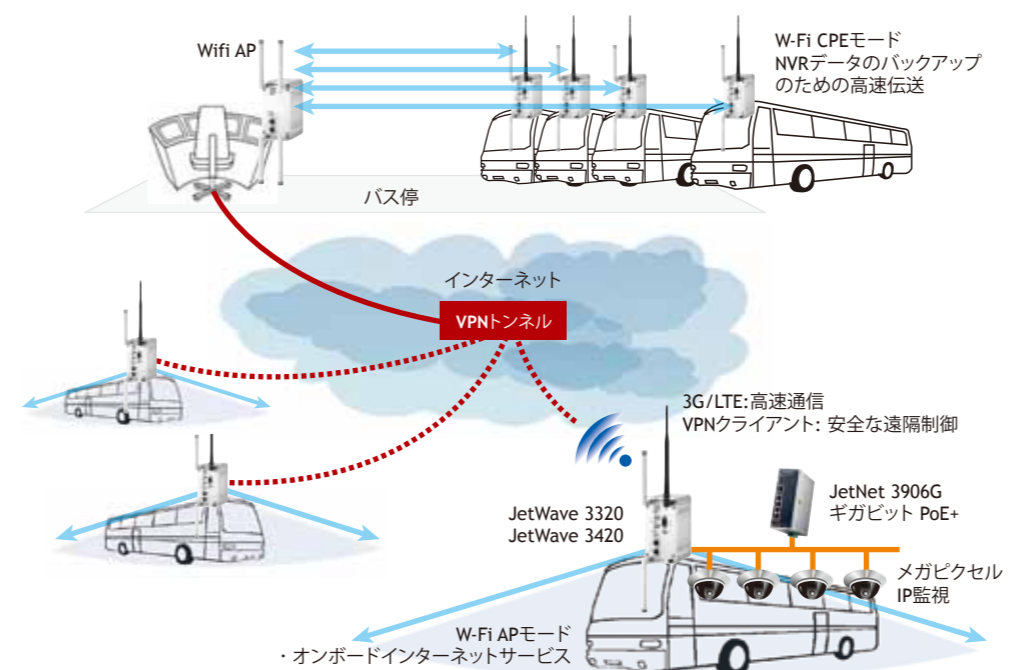 Wifi AP
W-Fi CPEモード
NVRデータのバックアップ
のための高速伝送
バス停
インターネット
VPNトンネル
3G/LTE:高速通信
VPNクライアント: 安全な遠隔制御
JetNet 3906G
ギガビット PoE+
JetWave 3320
JetWave 3420
メガピクセル
IP監視
W-Fi APモード
・オンボードインターネットサービス